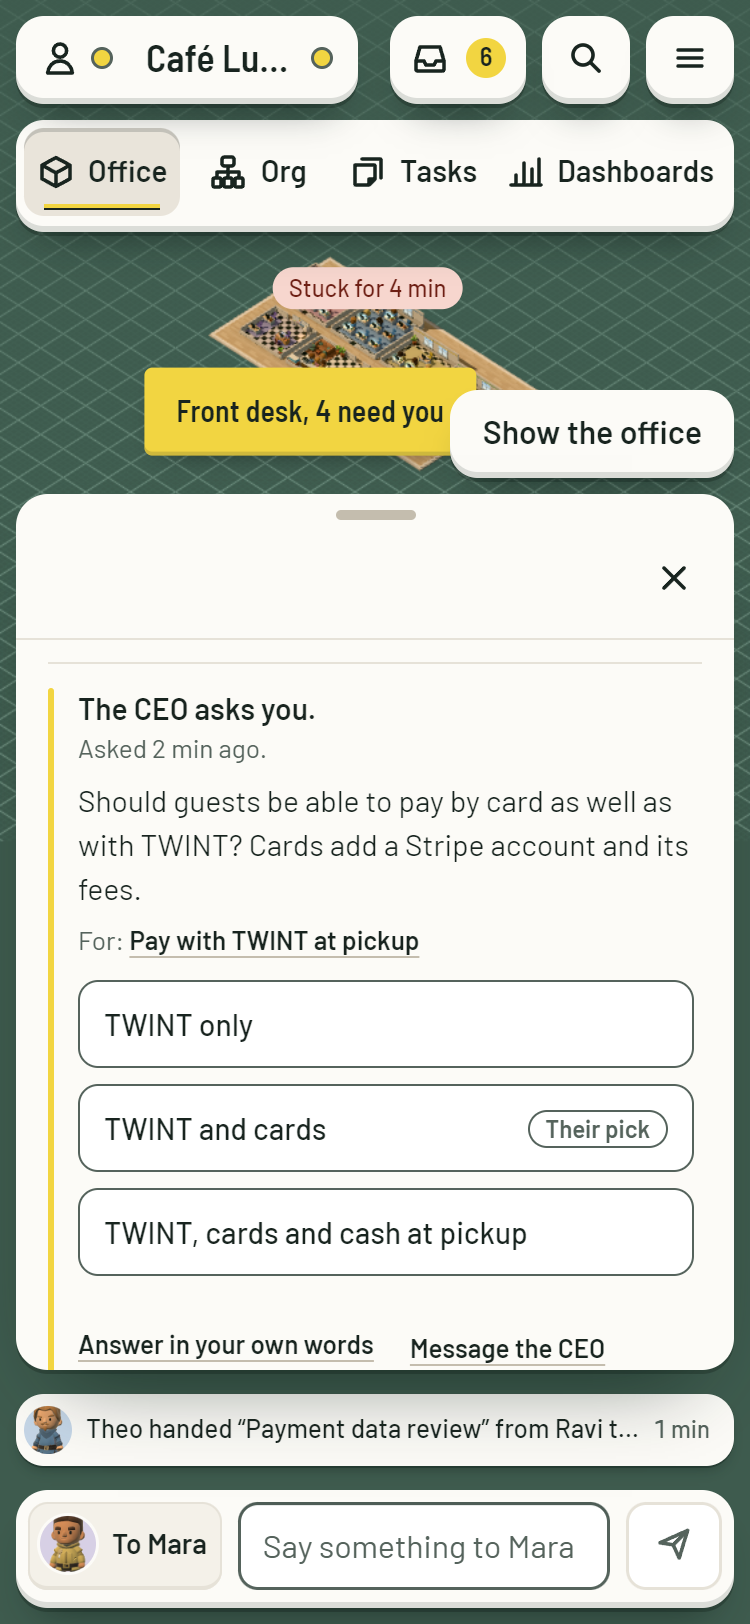 Café Lu...
6
Office
Org
Tasks
Dashboards
Stuck for 4 min
Front desk, 4 need you
Show the office
The CEO asks you.
Asked 2 min ago.
Should guests be able to pay by card as well as
with TWINT? Cards add a Stripe account and its
fees.
For: Pay with TWINT at pickup
TWINT only
TWINT and cards
Their pick
TWINT, cards and cash at pickup
Answer in your own words
Message the CEO
Theo handed “Payment data review” from Ravi t...
1 min
To Mara
Say something to Mara